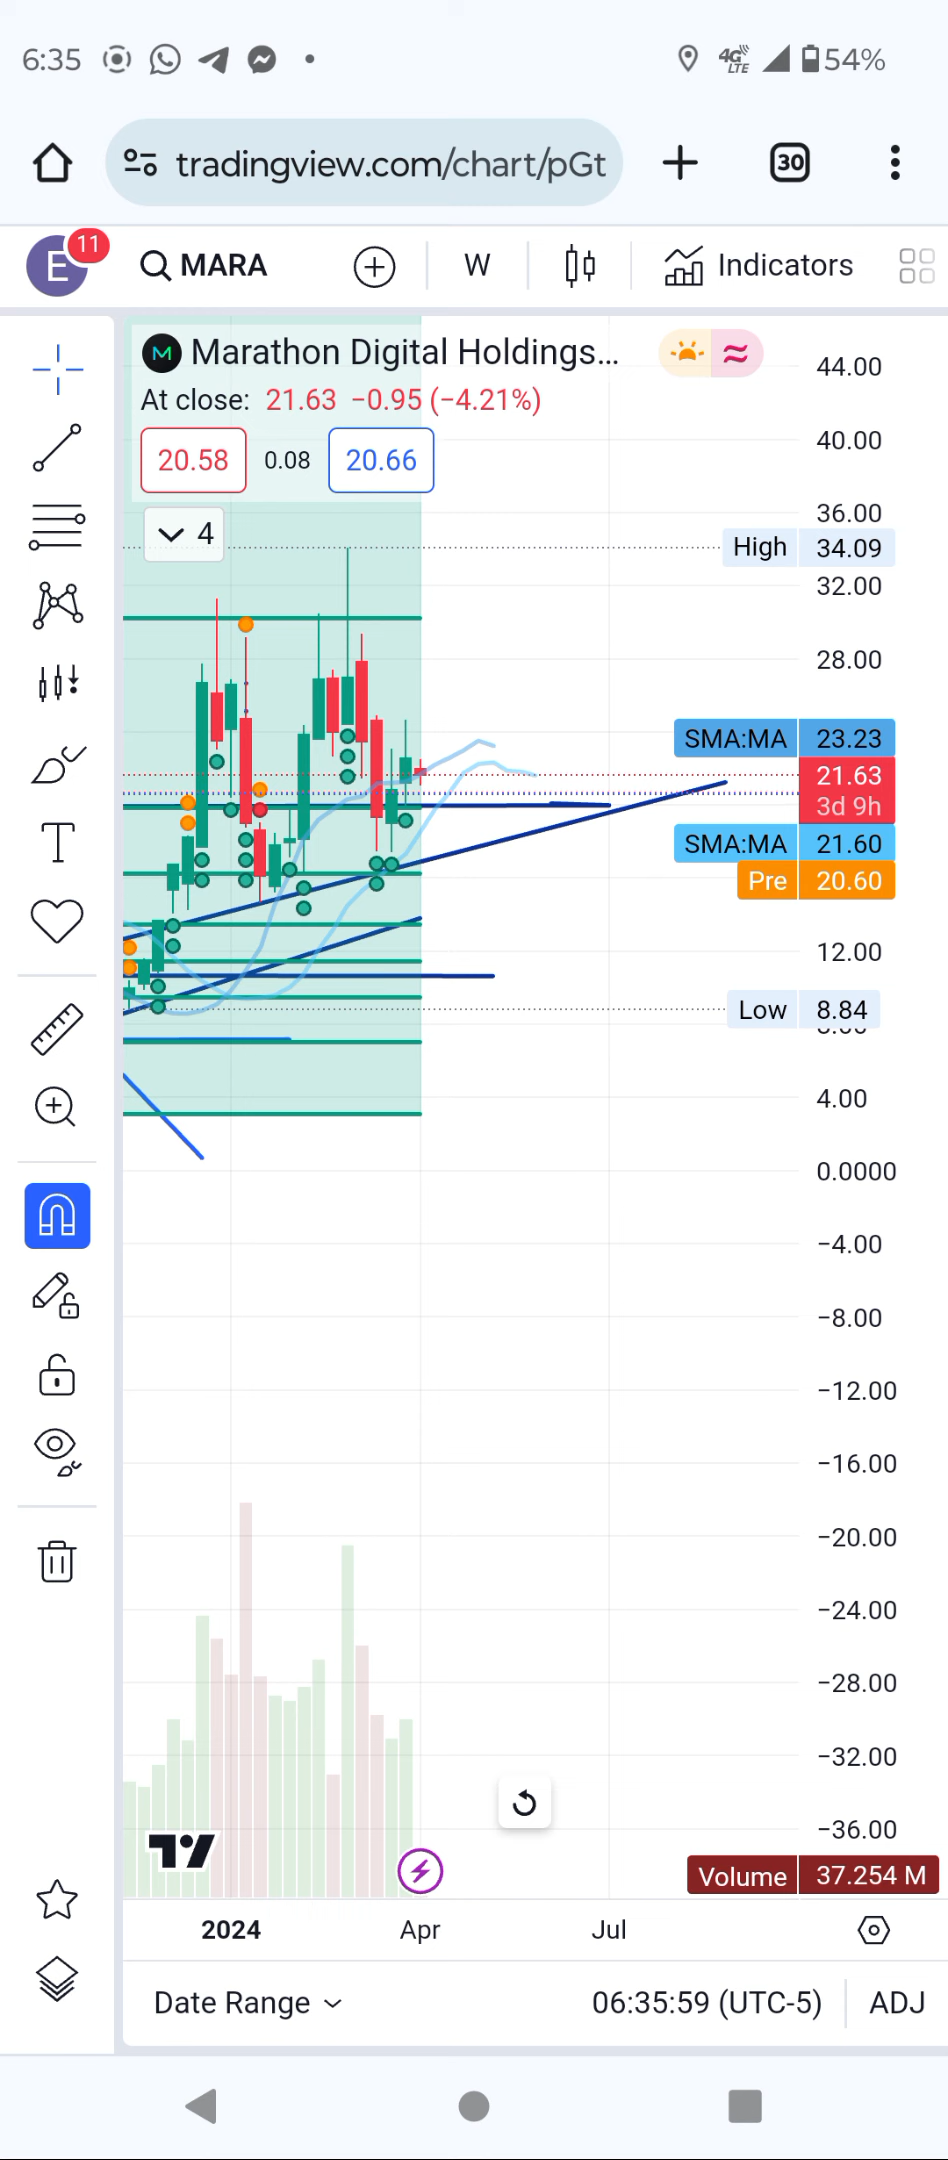 6:35 4G LTE 54%
tradingview.com/chart/pGt 30
E 11 MARA W Indicators
Marathon Digital Holdings...
At close: 21.63 −0.95 (−4.21%)
20.58 0.08 20.66
4
44.00
40.00
36.00
High 34.09
32.00
28.00
SMA:MA 23.23
21.63
3d 9h
SMA:MA 21.60
Pre 20.60
12.00
Low 8.84
4.00
0.0000
−4.00
−8.00
−12.00
−16.00
−20.00
−24.00
−28.00
−32.00
−36.00
Volume 37.254 M
2024 Apr Jul
Date Range 06:35:59 (UTC-5) ADJ